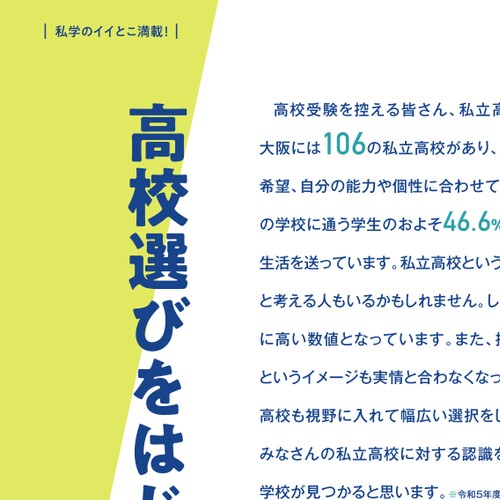 | 私学のイイとこ満載！ |
高校選びをは
高校受験を控える皆さん、私立
大阪には106の私立高校があり、
希望、自分の能力や個性に合わせて
の学校に通う学生のおよそ46.6%
生活を送っています。私立高校という
と考える人もいるかもしれません。し
に高い数値となっています。また、
というイメージも実情と合わなくなっ
高校も視野に入れて幅広い選択をし
みなさんの私立高校に対する認識を
学校が見つかると思います。※令和5年度